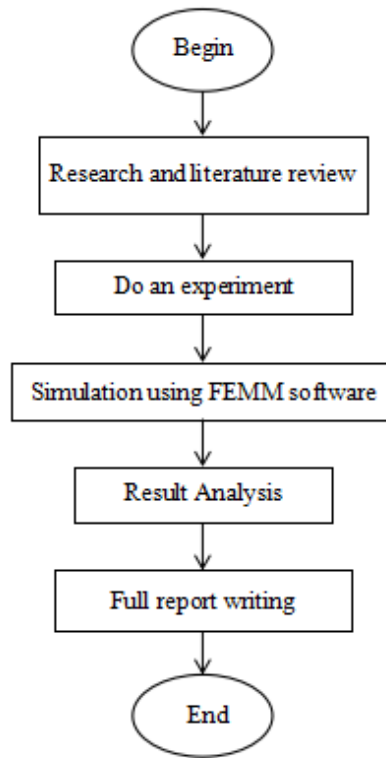 Begin
Research and literature review
Do an experiment
Simulation using FEMM software
Result Analysis
Full report writing
End